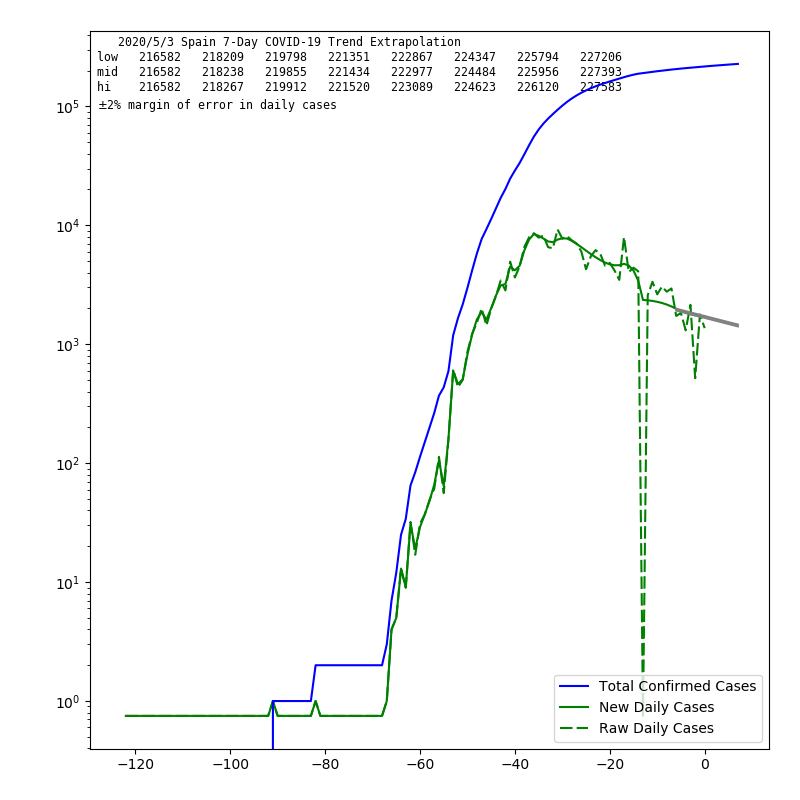 2020/5/3 Spain 7-Day COVID-19 Trend Extrapolation
low 216582 218209 219798 221351 222867 224347 225794 227206
mid 216582 218238 219855 221434 222977 224484 225956 227393
hi 216582 218267 219912 221520 223089 224623 226120 227583
±2% margin of error in daily cases
10⁵
10⁴
10³
10²
10¹
10⁰
Total Confirmed Cases
New Daily Cases
Raw Daily Cases
−120 −100 −80 −60 −40 −20 0